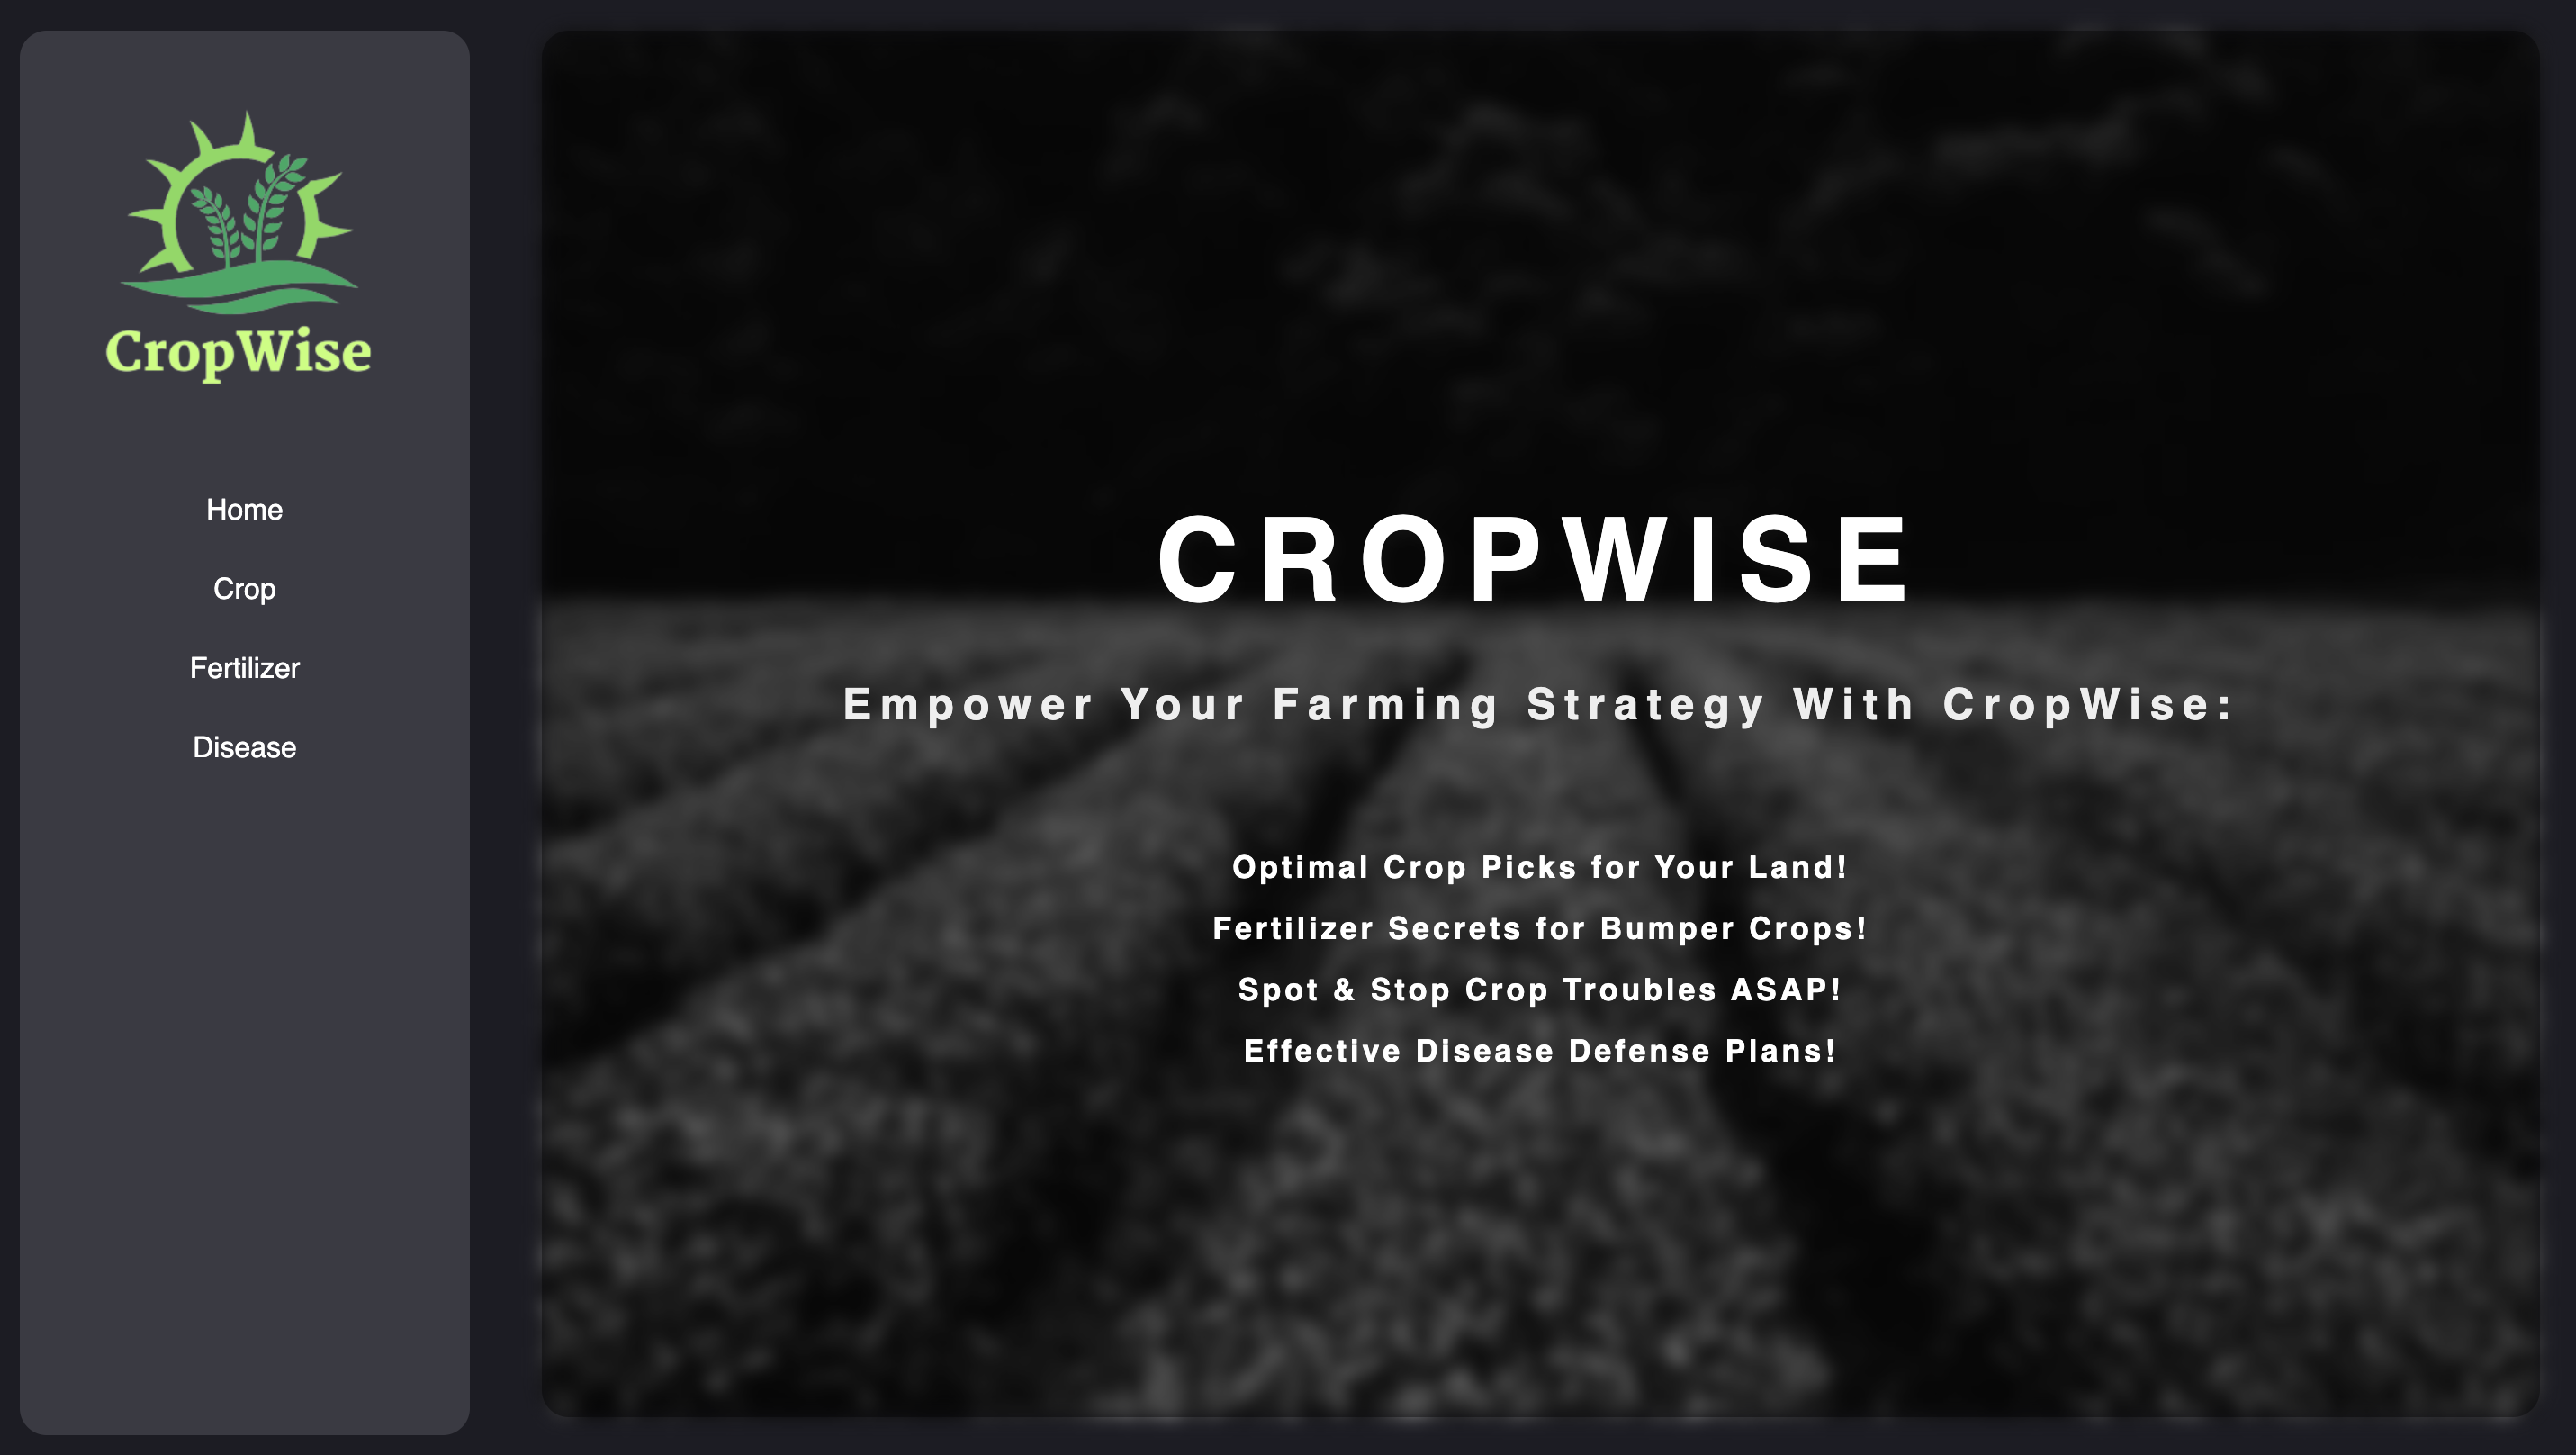 CropWise
Home
Crop
Fertilizer
Disease
CROPWISE
Empower Your Farming Strategy With CropWise:
Optimal Crop Picks for Your Land!
Fertilizer Secrets for Bumper Crops!
Spot & Stop Crop Troubles ASAP!
Effective Disease Defense Plans!